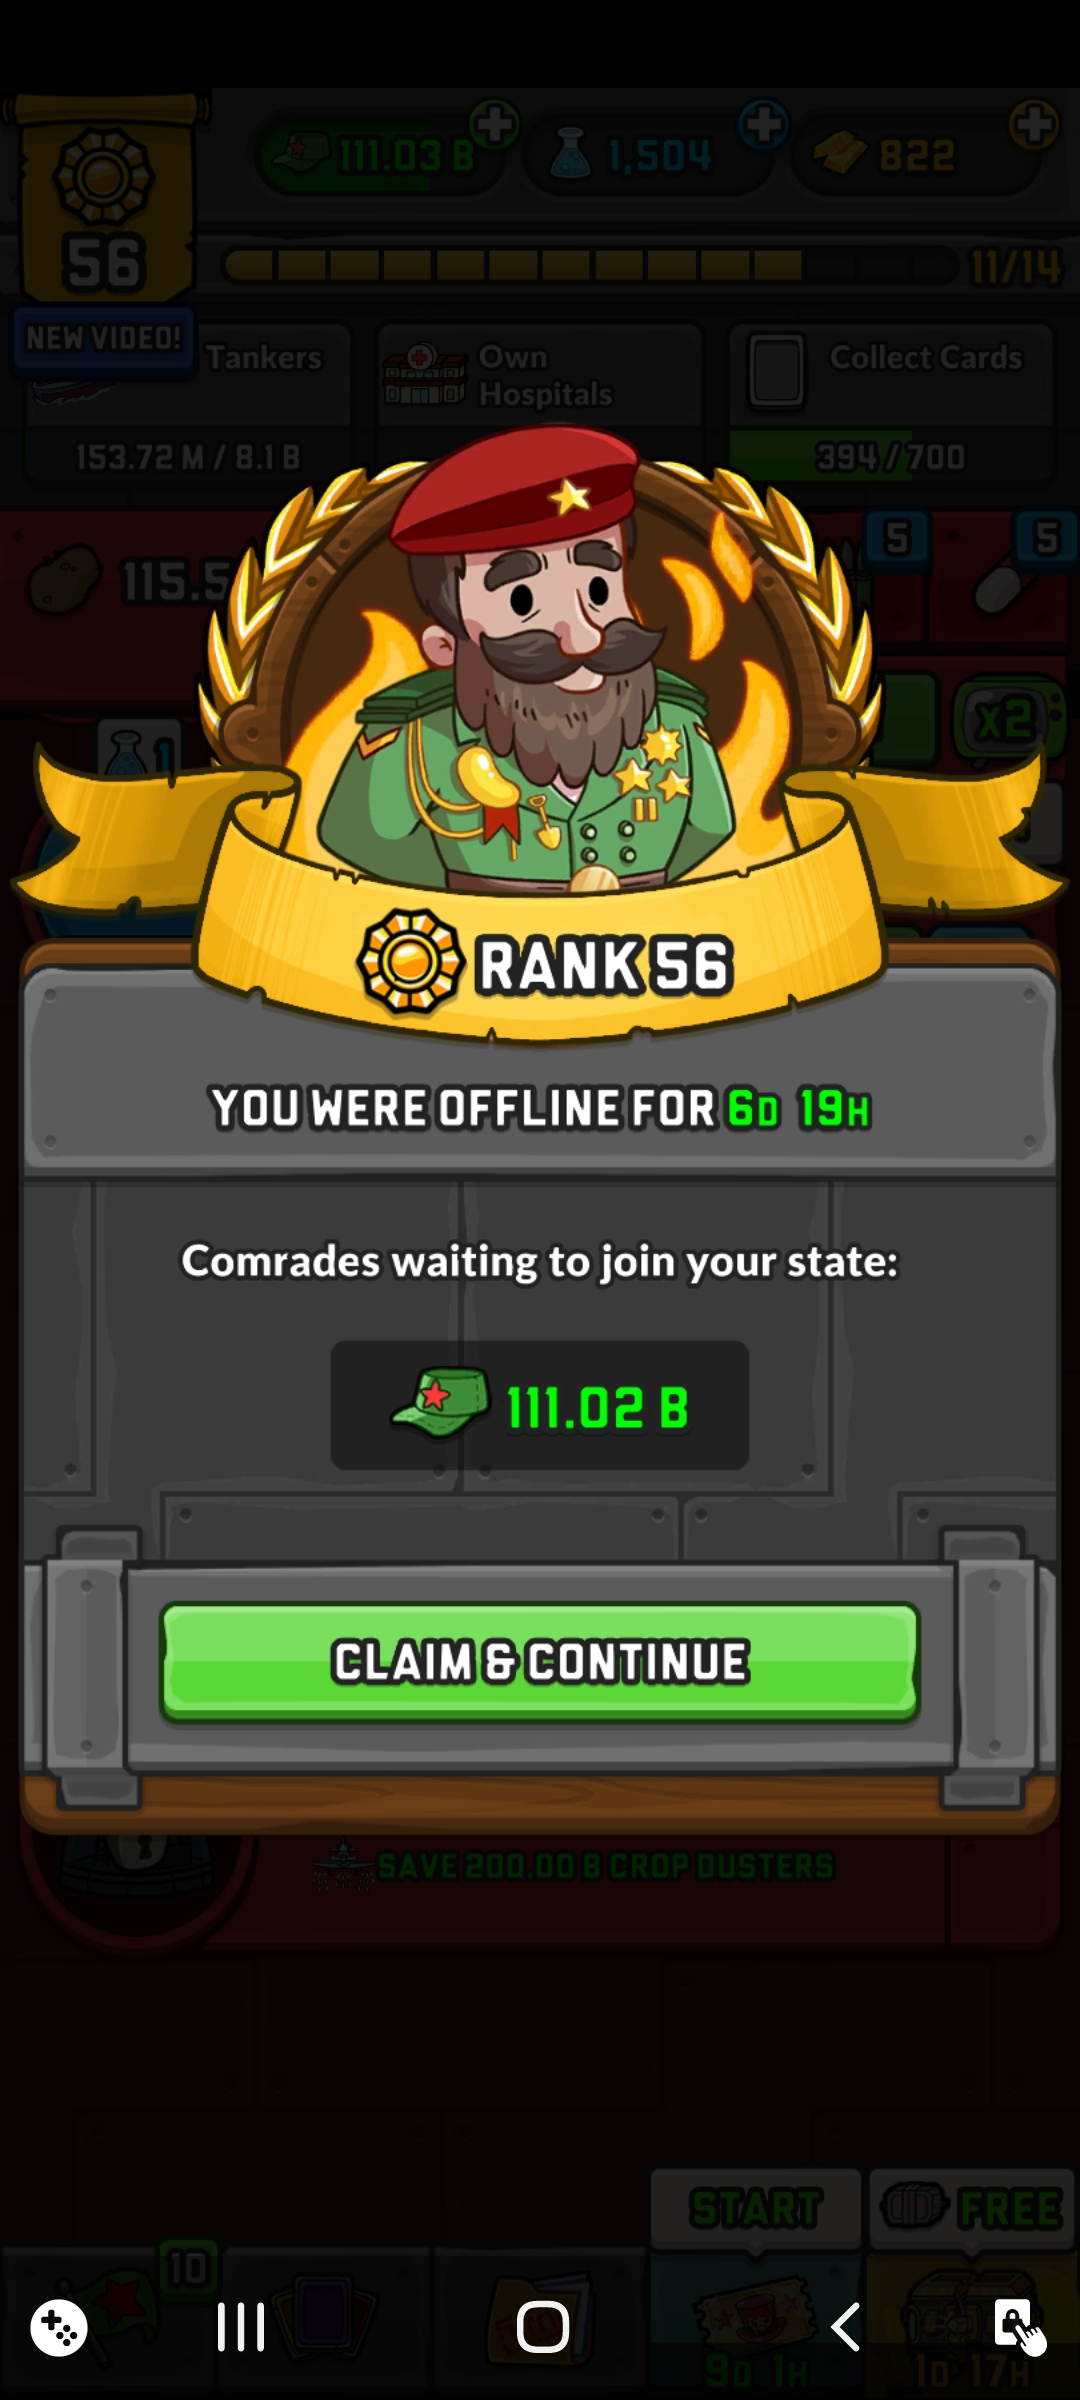 111.03 B
1,504
822
56
11/14
NEW VIDEO!
Tankers
Own
Hospitals
Collect Cards
153.72 M / 8.1 B
394/700
115.5
5
5
1
x2
RANK 56
YOU WERE OFFLINE FOR 6D 19H
Comrades waiting to join your state:
111.02 B
CLAIM & CONTINUE
SAVE 200.00 B CROP DUSTERS
START
FREE
10
9D 1H
1D 17H